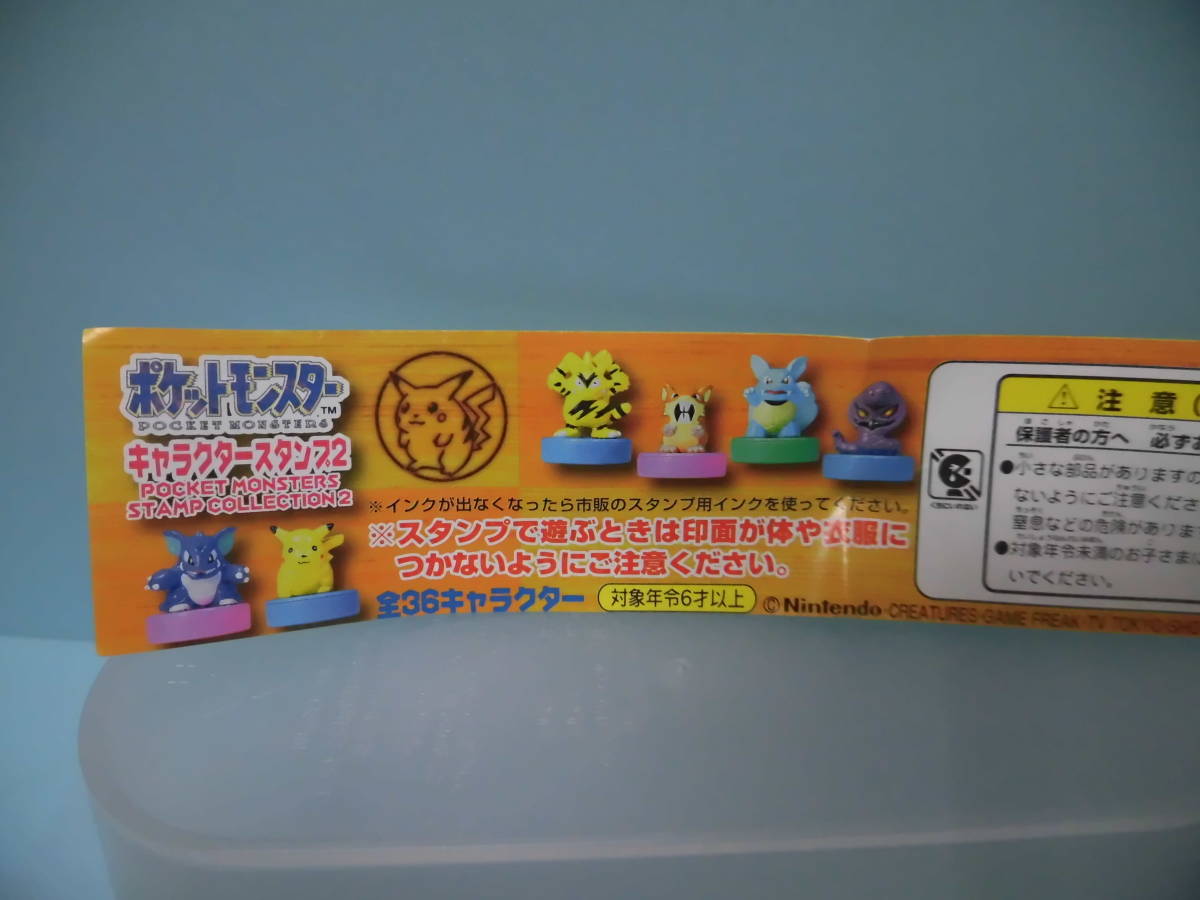 ポケットモンスター™
POCKET MONSTERS
キャラクタースタンプ2
POCKET MONSTERS
STAMP COLLECTION 2
※インクが出なくなったら市販のスタンプ用インクを使ってください。
※スタンプで遊ぶときは印面が体や衣服に
つかないようにご注意ください。
全36キャラクター
対象年令6才以上
©Nintendo・CREATURES・GAME FREAK・TV TOKYO・
注意
保護者の方へ 必ず
●小さな部品がありますの
ないようにご注意くださ
窒息などの危険がありま
●対象年令未満のお子さまに
いでください。